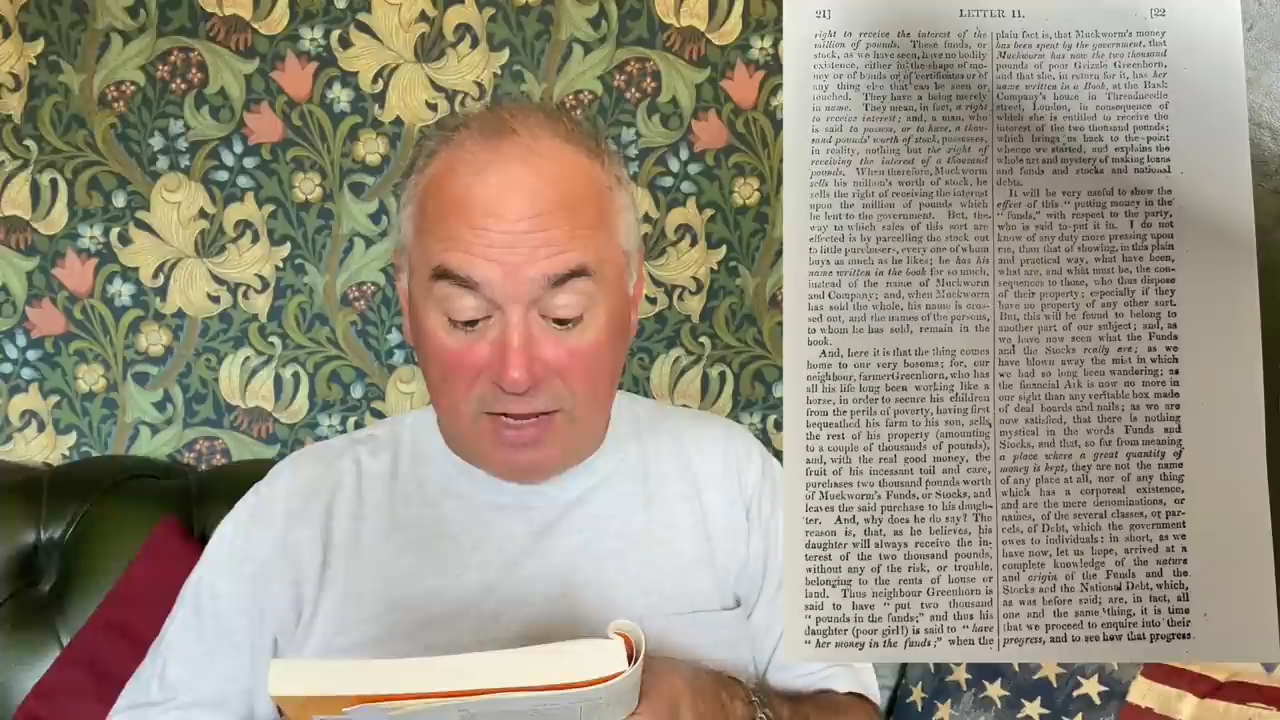 21]
LETTER II.
[22
right to receive the interest of the
million of pounds. These funds, or
stock, as we have seen, have no bodily
existence, either in the shape of mo-
ney or of bonds or of certificates or of
any thing else that can be seen or
touched. They have a being merely
in name. They mean, in fact, a right
to receive interest; and, a man, who
is said to possess, or to have, a thou-
sand pounds' worth of stock, possesses,
in reality, nothing but the right of
receiving the interest of a thousand
pounds. When therefore, Muckworm
sells his million's worth of stock, he
sells the right of receiving the interest
upon the million of pounds which
he lent to the government. But, the
way in which sales of this sort are
effected is by parcelling the stock out
to little purchasers, every one of whom
buys as much as he likes; he has his
name written in the book for so much,
instead of the name of Muckworm
and Company; and, when Muckworm
has sold the whole, his name is cros-
sed out, and the names of the persons,
to whom he has sold, remain in the
book.
And, here it is that the thing comes
home to our very bosoms; for, our
neighbour, farmer Greenhorn, who has
all his life long been working like a
horse, in order to secure his children
from the perils of poverty, having first
bequeathed his farm to his son, sells
the rest of his property (amounting
to a couple of thousands of pounds),
and, with the real good money, the
fruit of his incessant toil and care,
purchases two thousand pounds worth
of Muckworm's Funds, or Stocks, and
leaves the said purchase to his daugh-
ter. And, why does he do say? The
reason is, that, as he believes, his
daughter will always receive the in-
terest of the two thousand pounds,
without any of the risk, or trouble,
belonging to the rents of house or
land. Thus neighbour Greenhorn is
said to have "put two thousand
"pounds in the funds;" and thus his
daughter (poor girl!) is said to "have
"her money in the funds;" when the
plain fact is, that Muckworm's money
has been spent by the government, that
Muckworm has now the two thousand
pounds of poor Grizzle Greenhorn,
and that she, in return for it, has her
name written in a Book, at the Bank
Company's house in Threadneedle
street, London, in consequence of
which she is entitled to receive the
interest of the two thousand pounds;
which brings us back to the point
whence we started, and explains the
whole art and mystery of making loans
and funds and stocks and national
debts.
It will be very useful to show the
effect of this "putting money in the
"funds," with respect to the party,
who is said to put it in. I do not
know of any duty more pressing upon
me, than that of showing, in this plain
and practical way, what have been,
what are, and what must be, the con-
sequences to those, who thus dispose
of their property; especially if they
have no property of any other sort.
But, this will be found to belong to
another part of our subject; and, as
we have now seen what the Funds
and the Stocks really are; as we
have blown away the mist in which
we had so long been wandering; as
the financial Ark is now no more in
our sight than any veritable box made
of deal boards and nails; as we are
now satisfied, that there is nothing
mystical in the words Funds and
Stocks, and that, so far from meaning
a place where a great quantity of
money is kept, they are not the name
of any place at all, nor of any thing
which has a corporeal existence,
and are the mere denominations, or
names, of the several classes, or par-
cels, of Debt, which the government
owes to individuals: in short, as we
have now, let us hope, arrived at a
complete knowledge of the nature
and origin of the Funds and the
Stocks and the National Debt, which,
as was before said; are, in fact, all
one and the same thing, it is time
that we proceed to enquire into their
progress, and to see how that progress